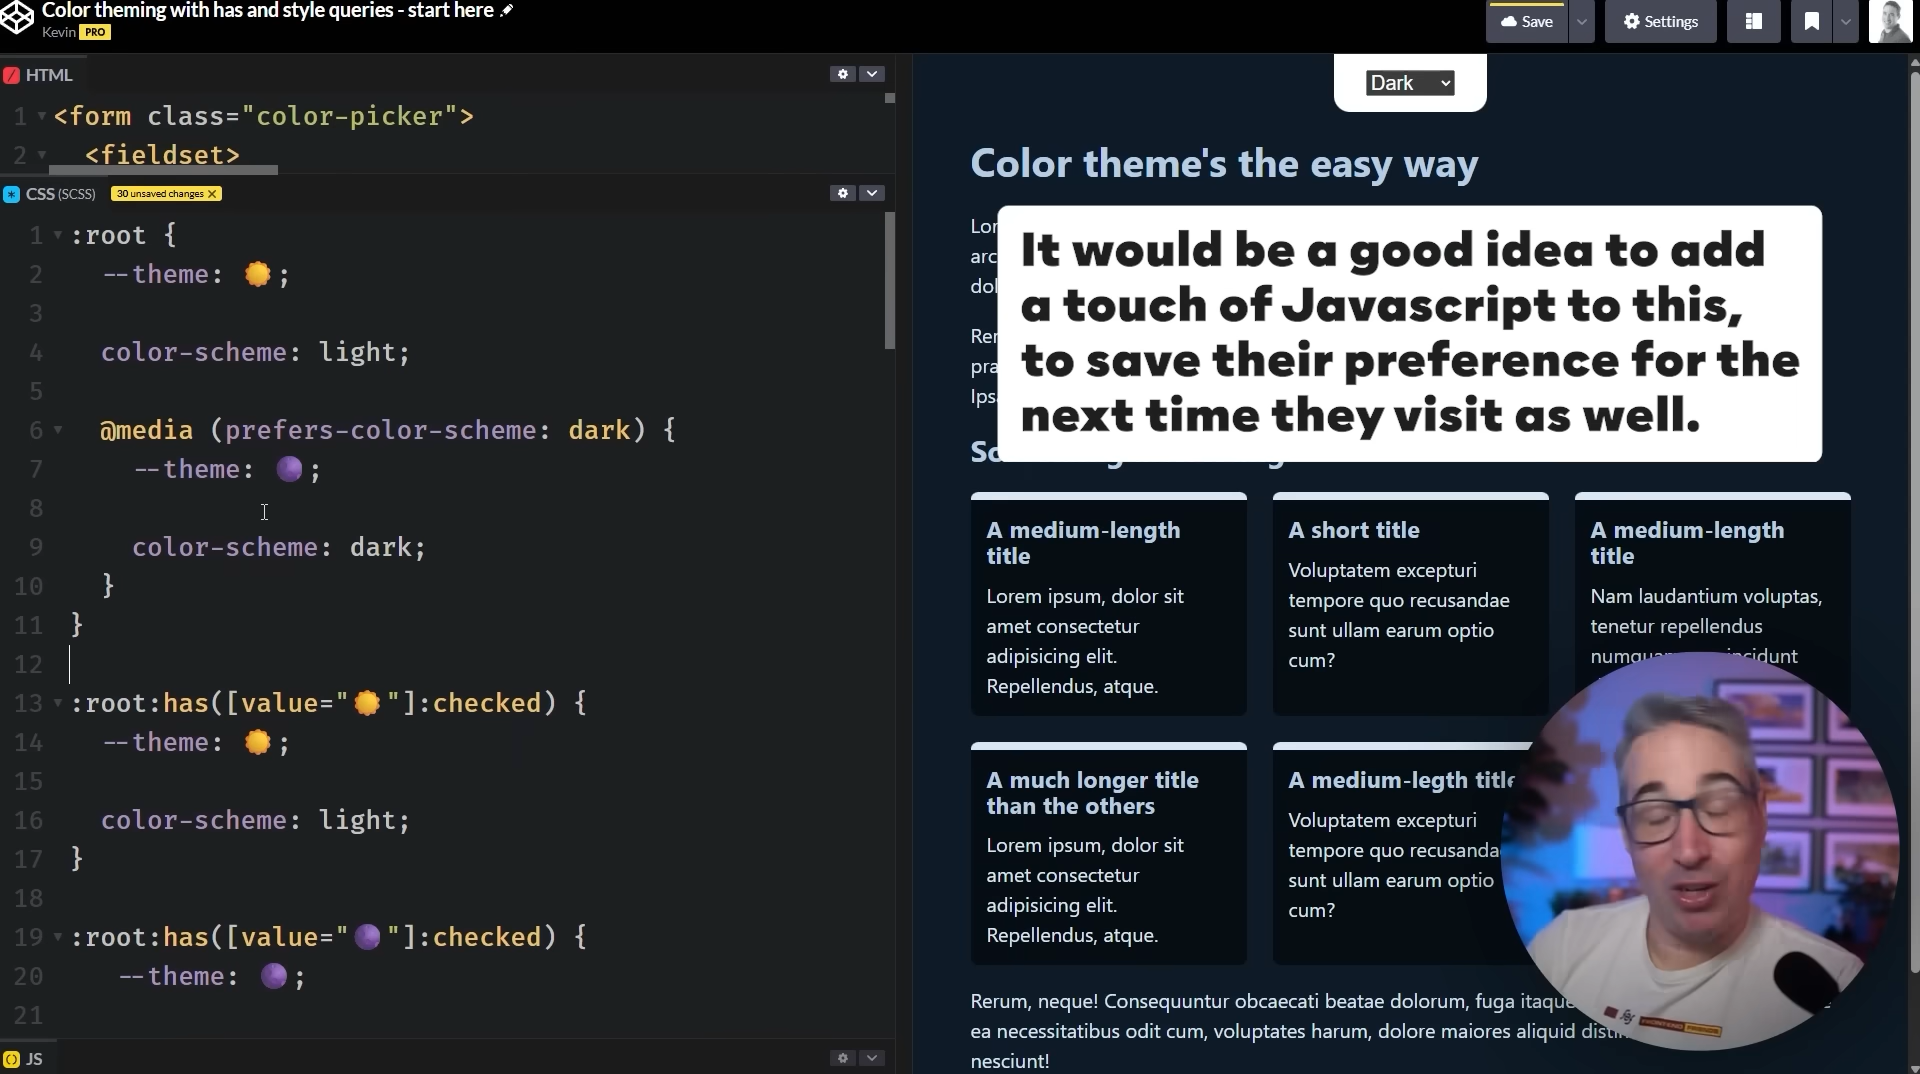 Color theming with has and style queries - start here
Kevin PRO
Save
Settings
HTML
1 <form class="color-picker">
2 <fieldset>
CSS (SCSS) 30 unsaved changes ×
1 :root {
2 --theme: 🌞;
3
4 color-scheme: light;
5
6 @media (prefers-color-scheme: dark) {
7 --theme: 🌑;
8
9 color-scheme: dark;
10 }
11 }
12
13 :root:has([value="🌞"]:checked) {
14 --theme: 🌞;
15
16 color-scheme: light;
17 }
18
19 :root:has([value="🌑"]:checked) {
20 --theme: 🌑;
21
JS
Dark
Color theme's the easy way
It would be a good idea to add
a touch of Javascript to this,
to save their preference for the
next time they visit as well.
A medium-length
title
Lorem ipsum, dolor sit
amet consectetur
adipisicing elit.
Repellendus, atque.
A short title
Voluptatem excepturi
tempore quo recusandae
sunt ullam earum optio
cum?
A medium-length
title
Nam laudantium voluptas,
tenetur repellendus
A much longer title
than the others
Lorem ipsum, dolor sit
amet consectetur
adipisicing elit.
Repellendus, atque.
A medium-legth title
Voluptatem excepturi
tempore quo recusanda
sunt ullam earum optio
cum?
Rerum, neque! Consequuntur obcaecati beatae dolorum, fuga itaque
ea necessitatibus odit cum, voluptates harum, dolore maiores aliquid
nesciunt!